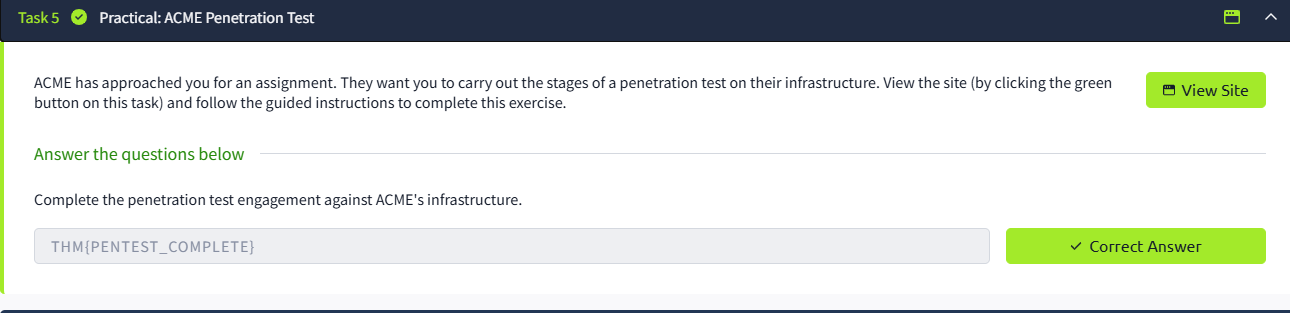 Task 5 Practical: ACME Penetration Test
ACME has approached you for an assignment. They want you to carry out the stages of a penetration test on their infrastructure. View the site (by clicking the green
button on this task) and follow the guided instructions to complete this exercise.
View Site
Answer the questions below
Complete the penetration test engagement against ACME's infrastructure.
THM{PENTEST_COMPLETE}
Correct Answer